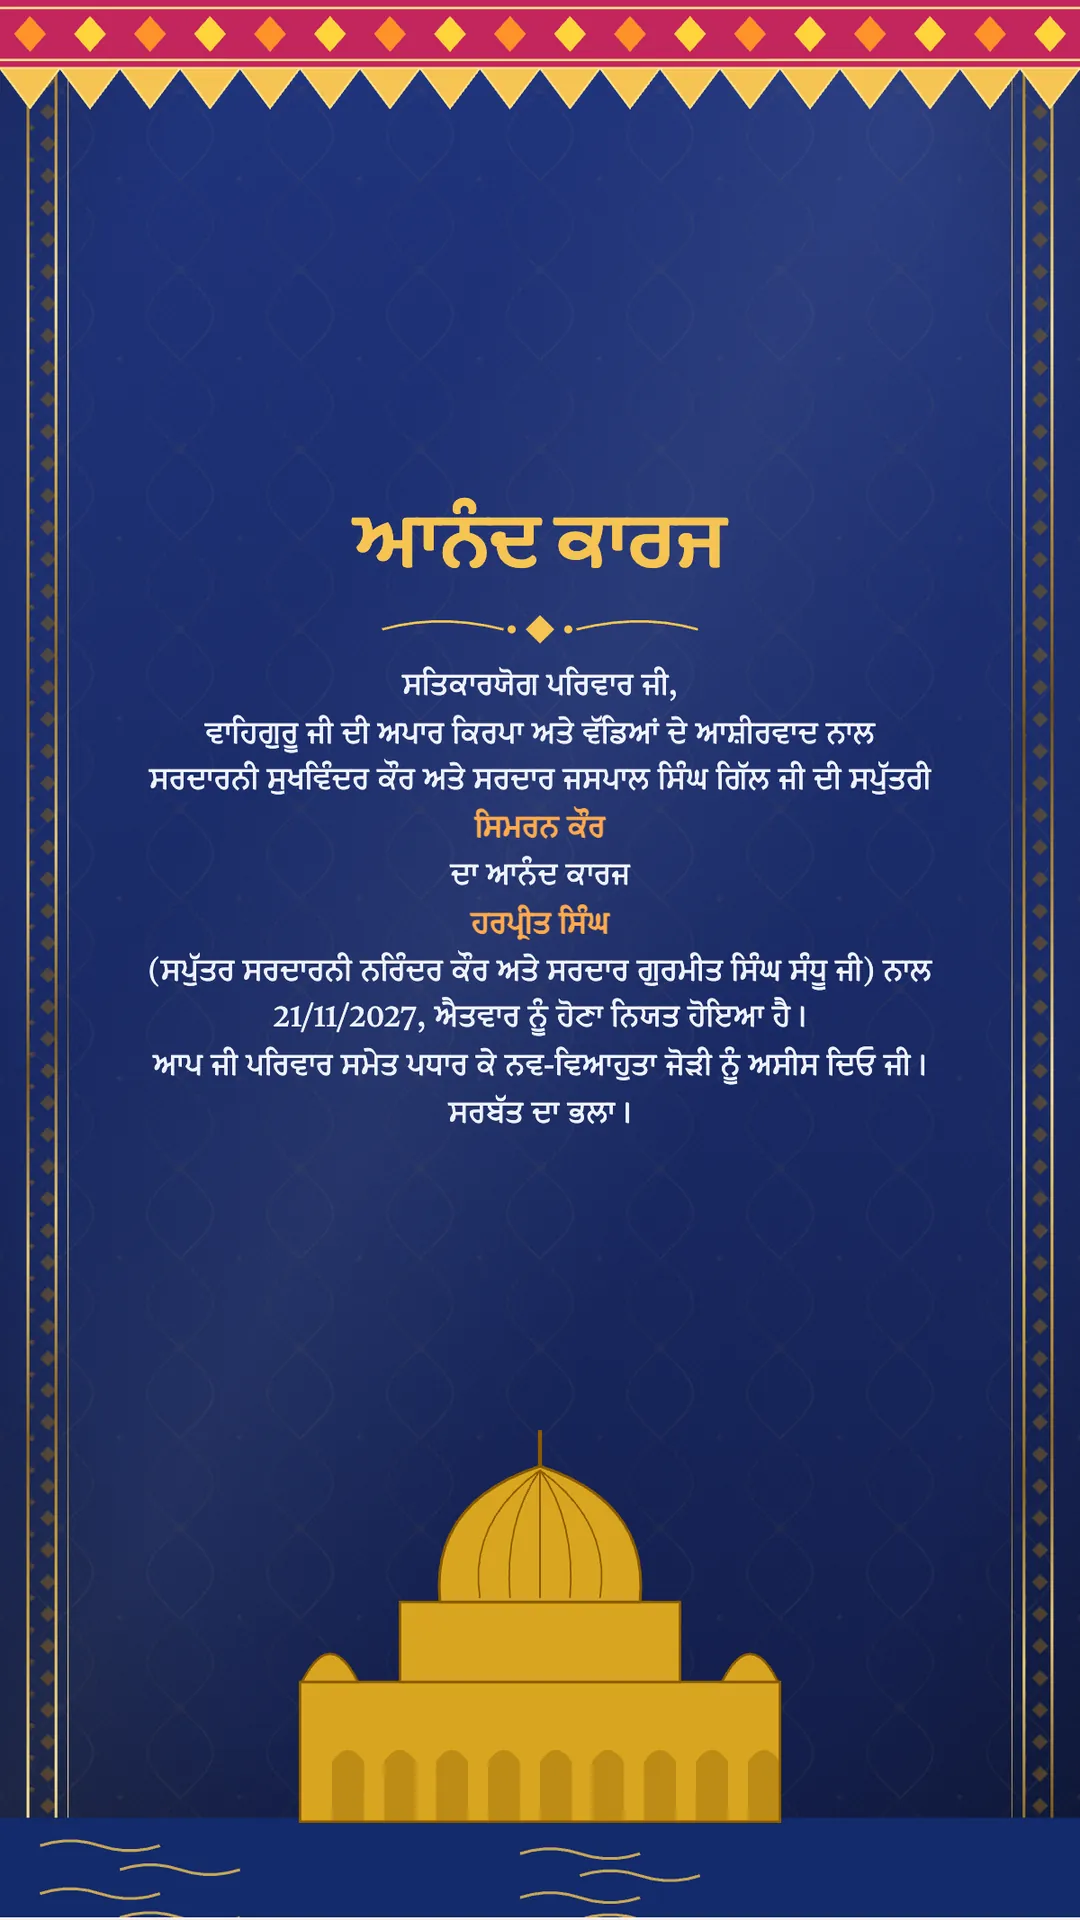 ਆਨੰਦ ਕਾਰਜ
ਸਤਿਕਾਰਯੋਗ ਪਰਿਵਾਰ ਜੀ,
ਵਾਹਿਗੁਰੂ ਜੀ ਦੀ ਅਪਾਰ ਕਿਰਪਾ ਅਤੇ ਵੱਡਿਆਂ ਦੇ ਆਸ਼ੀਰਵਾਦ ਨਾਲ
ਸਰਦਾਰਨੀ ਸੁਖਵਿੰਦਰ ਕੌਰ ਅਤੇ ਸਰਦਾਰ ਜਸਪਾਲ ਸਿੰਘ ਗਿੱਲ ਜੀ ਦੀ ਸਪੁੱਤਰੀ
ਸਿਮਰਨ ਕੌਰ
ਦਾ ਆਨੰਦ ਕਾਰਜ
ਹਰਪ੍ਰੀਤ ਸਿੰਘ
(ਸਪੁੱਤਰ ਸਰਦਾਰਨੀ ਨਰਿੰਦਰ ਕੌਰ ਅਤੇ ਸਰਦਾਰ ਗੁਰਮੀਤ ਸਿੰਘ ਸੰਧੂ ਜੀ) ਨਾਲ
21/11/2027, ਐਤਵਾਰ ਨੂੰ ਹੋਣਾ ਨਿਯਤ ਹੋਇਆ ਹੈ।
ਆਪ ਜੀ ਪਰਿਵਾਰ ਸਮੇਤ ਪਧਾਰ ਕੇ ਨਵ-ਵਿਆਹੁਤਾ ਜੋੜੀ ਨੂੰ ਅਸੀਸ ਦਿਓ ਜੀ।
ਸਰਬੱਤ ਦਾ ਭਲਾ।